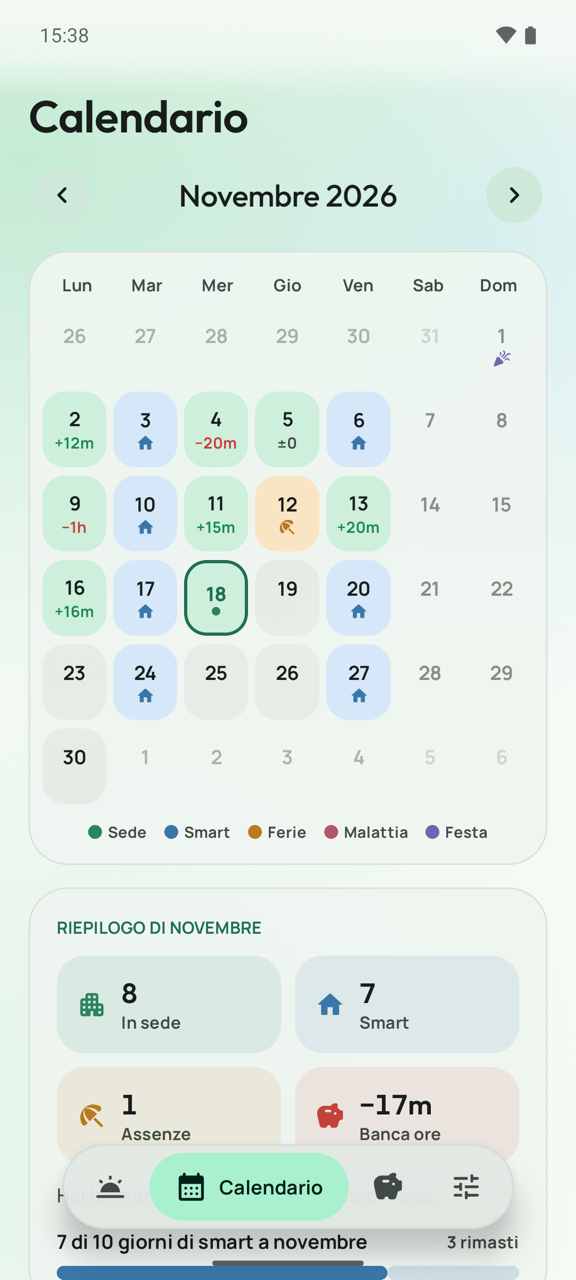 15:38
Calendario
Novembre 2026
Lun Mar Mer Gio Ven Sab Dom
26 27 28 29 30 31 1
2 3 4 5 6 7 8
+12m −20m ±0
9 10 11 12 13 14 15
−1h +15m +20m
16 17 18 19 20 21 22
+16m
23 24 25 26 27 28 29
30 1 2 3 4 5 6
Sede Smart Ferie Malattia Festa
RIEPILOGO DI NOVEMBRE
8 7
In sede Smart
1 −17m
Assenze Banca ore
Calendario
7 di 10 giorni di smart a novembre 3 rimasti